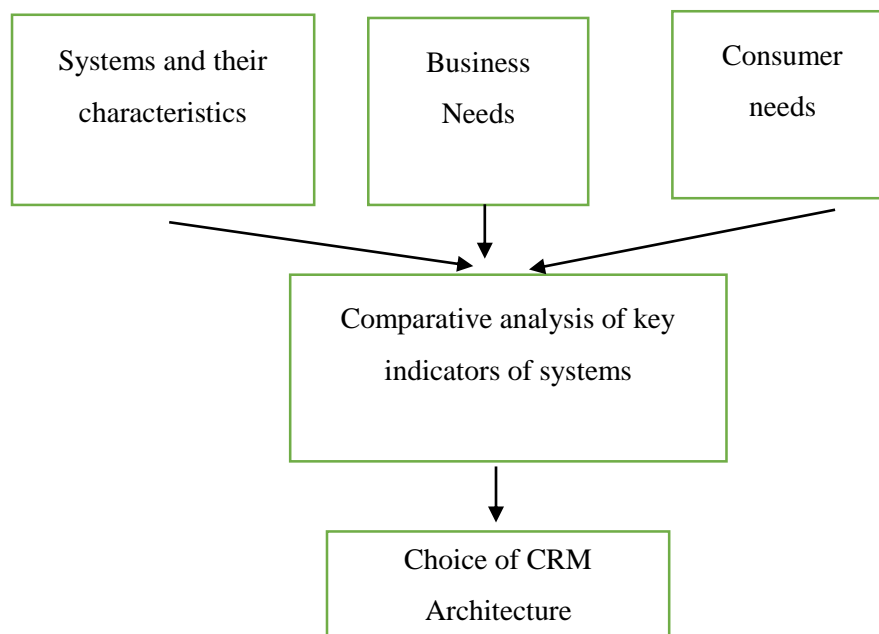 Systems and their
characteristics
Business
Needs
Consumer
needs
Comparative analysis of key
indicators of systems
Choice of CRM
Architecture